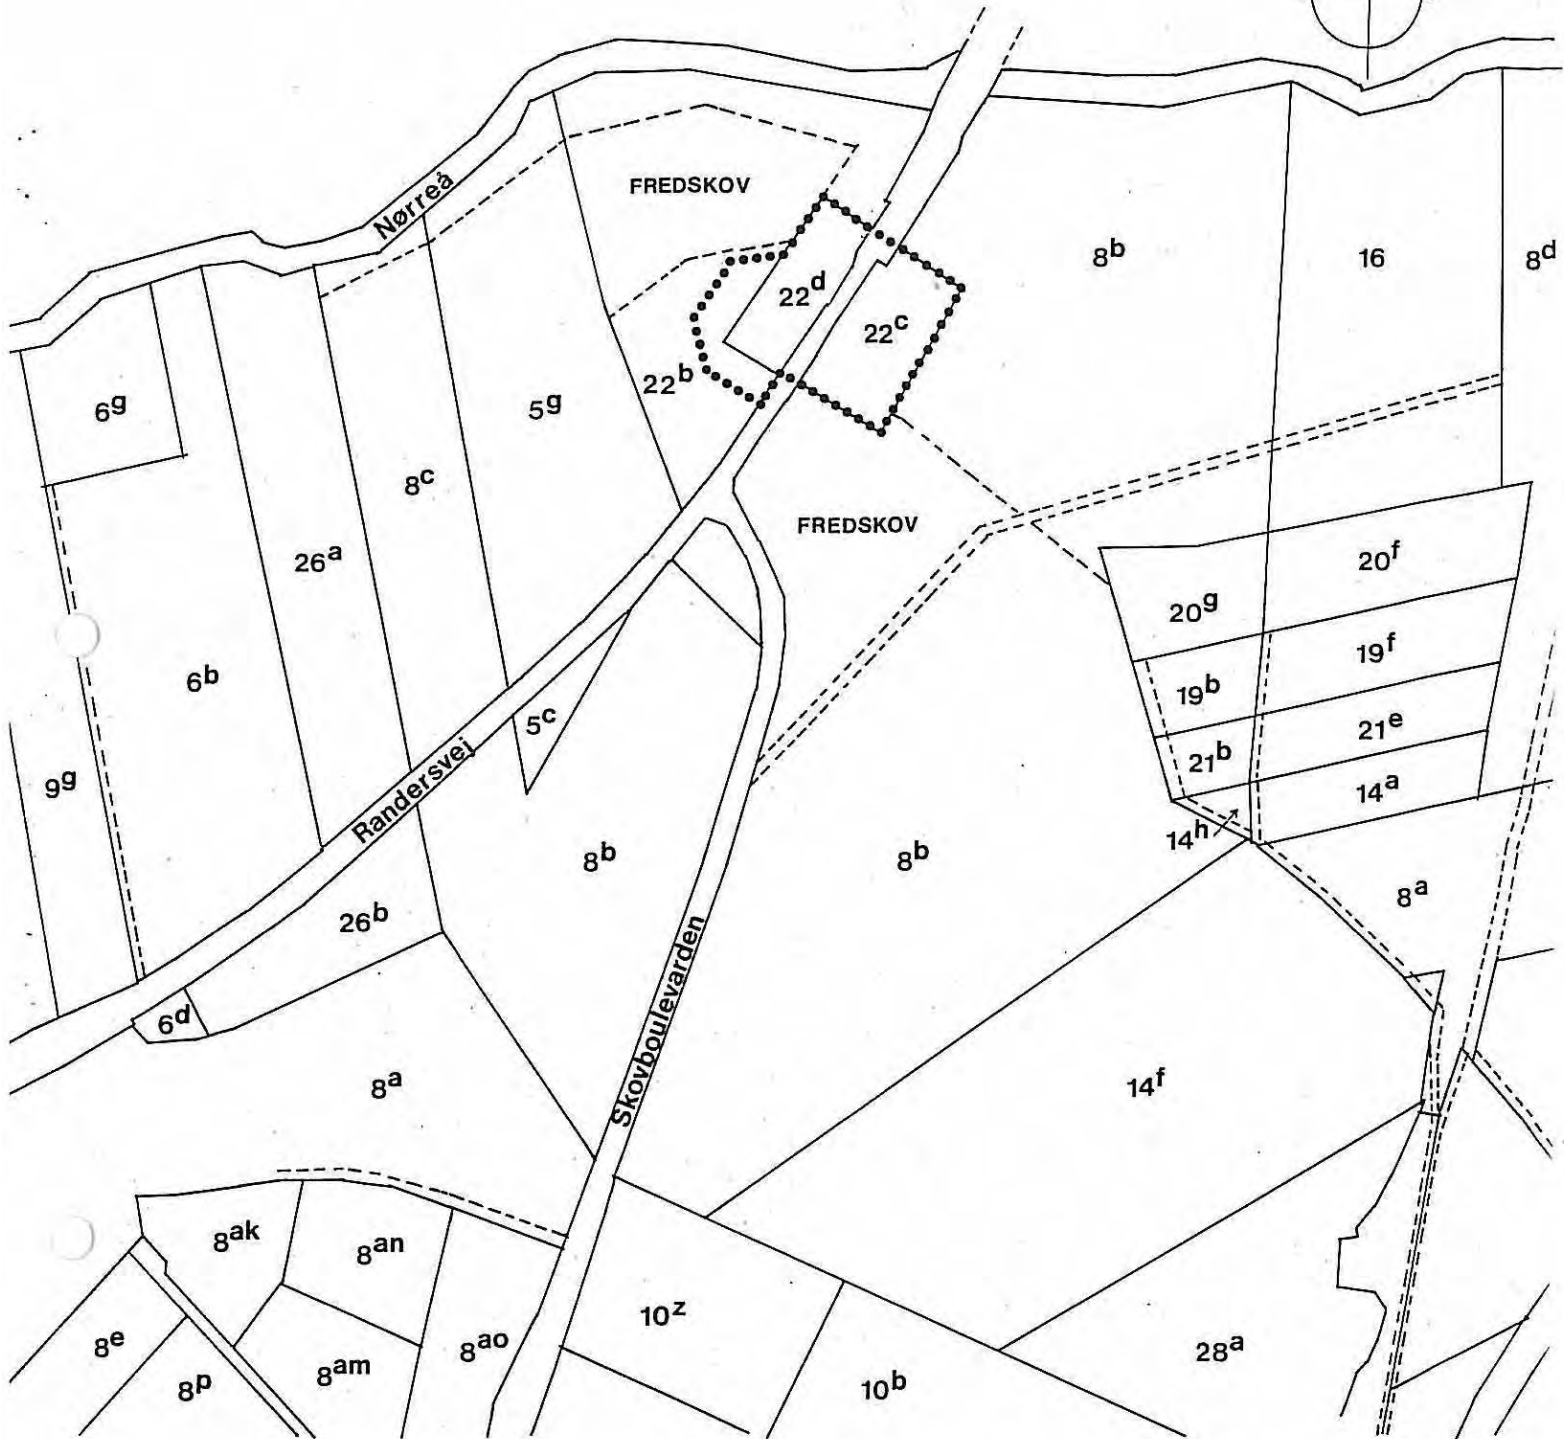 Nørreå
FREDSKOV
8b
16
8d
22d
22c
22b
6g
5g
8c
26a
FREDSKOV
20f
20g
19f
19b
21e
21b
14a
14h
6b
5c
9g
Randersvej
8b
8b
8a
26b
6d
Skovboulevarden
8a
14f
8ak
8an
10z
8ao
8e
8am
8p
10b
28a